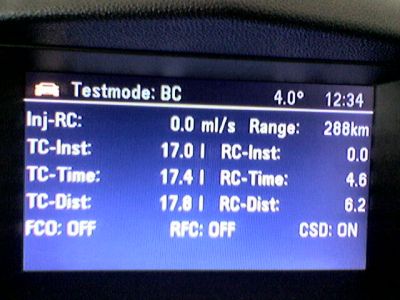 Testmode: BC 4.0° 12:34
Inj-RC: 0.0 ml/s Range: 288km
TC-Inst: 17.0 l RC-Inst: 0.0
TC-Time: 17.4 l RC-Time: 4.6
TC-Dist: 17.8 l RC-Dist: 6.2
FCO: OFF RFC: OFF CSD: ON